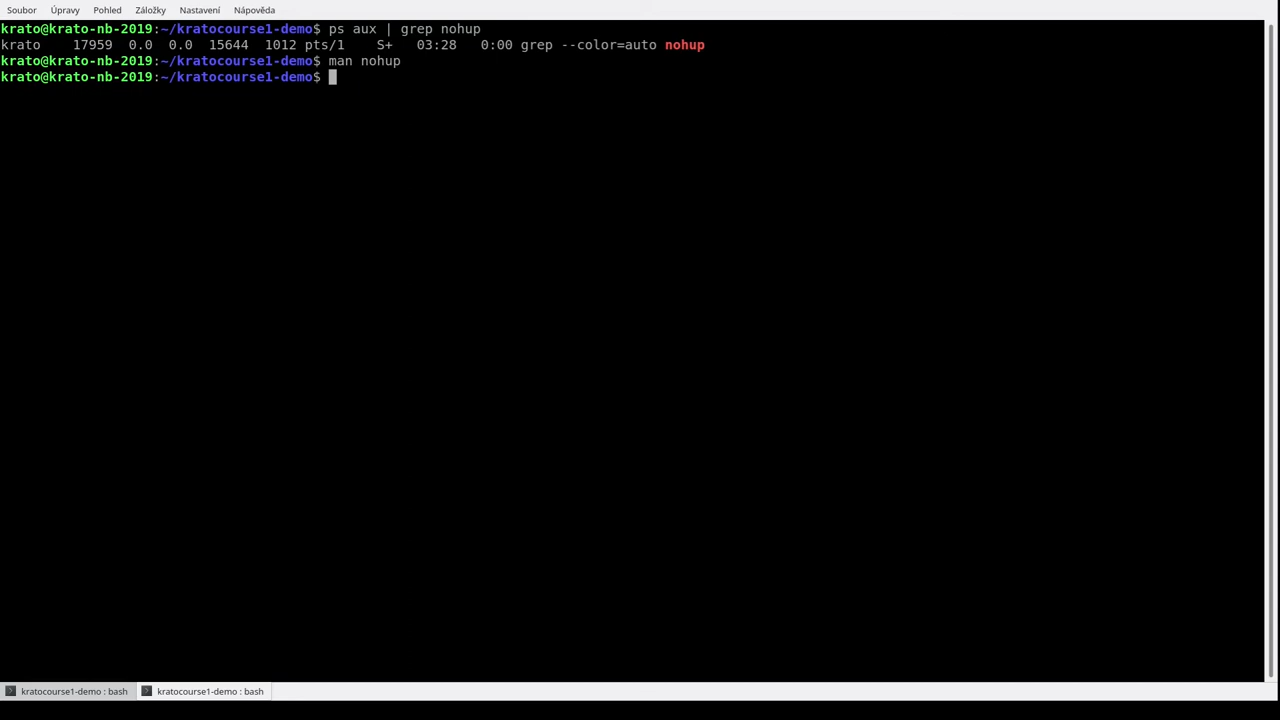 Soubor Úpravy Pohled Záložky Nastavení Nápověda
krato@krato-nb-2019:~/kratocourse1-demo$ ps aux | grep nohup
krato    17959  0.0  0.0  15644  1012 pts/1    S+   03:28   0:00 grep --color=auto nohup
krato@krato-nb-2019:~/kratocourse1-demo$ man nohup
krato@krato-nb-2019:~/kratocourse1-demo$
kratocourse1-demo : bash kratocourse1-demo : bash